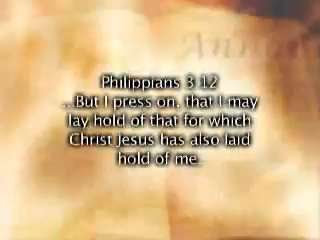 Philippians 3:12
...But I press on, that I may
lay hold of that for which
Christ Jesus has also laid
hold of me.